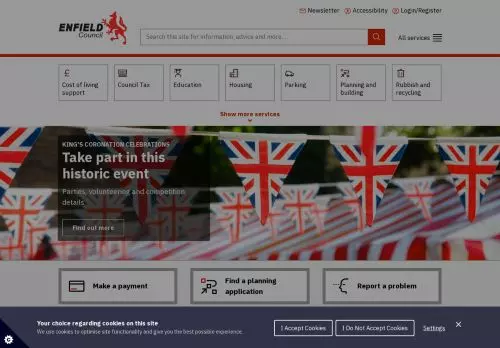 Newsletter
Accessibility
Login/Register
ENFIELD
Council
Search this site for information, advice and more...
All services
Cost of living
support
Council Tax
Education
Housing
Parking
Planning and
building
Rubbish and
recycling
Show more services
KING'S CORONATION CELEBRATIONS
Take part in this
historic event
Parties, volunteering and competition
details
Find out more
Make a payment
Find a planning
application
Report a problem
Your choice regarding cookies on this site
We use cookies to optimise site functionality and give you the best possible experience.
I Accept Cookies
I Do Not Accept Cookies
Settings